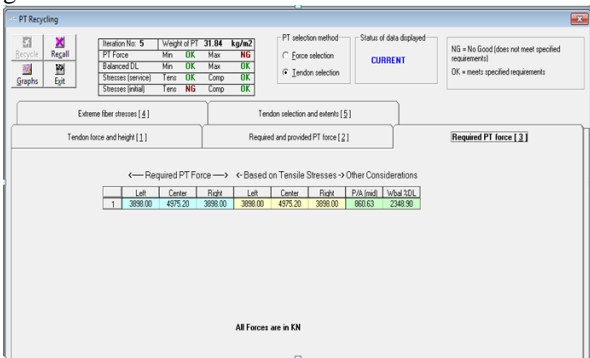 PT Recycling
Recycle
Recall
Graphs
Exit
Iteration No: 5 Weight of PT 31.84 kg/m2
PT Force Min OK Max NG
Balanced DL Min OK Max OK
Stresses (service) Tens OK Comp OK
Stresses (initial) Tens NG Comp OK
PT selection method
Force selection
Tendon selection
Status of data displayed
CURRENT
NG = No Good (does not meet specified
requirements)
OK = meets specified requirements
Extreme fiber stresses [ 4 ]
Tendon selection and extents [ 5 ]
Tendon force and height [ 1 ]
Required and provided PT force [ 2 ]
Required PT force [ 3 ]
<── Required PT Force ──> <- Based on Tensile Stresses -> Other Considerations
Left Center Right Left Center Right P/A (mid) Wbal %DL
1 3898.00 4975.20 3898.00 3898.00 4975.20 3898.00 860.63 2348.90
All Forces are in KN